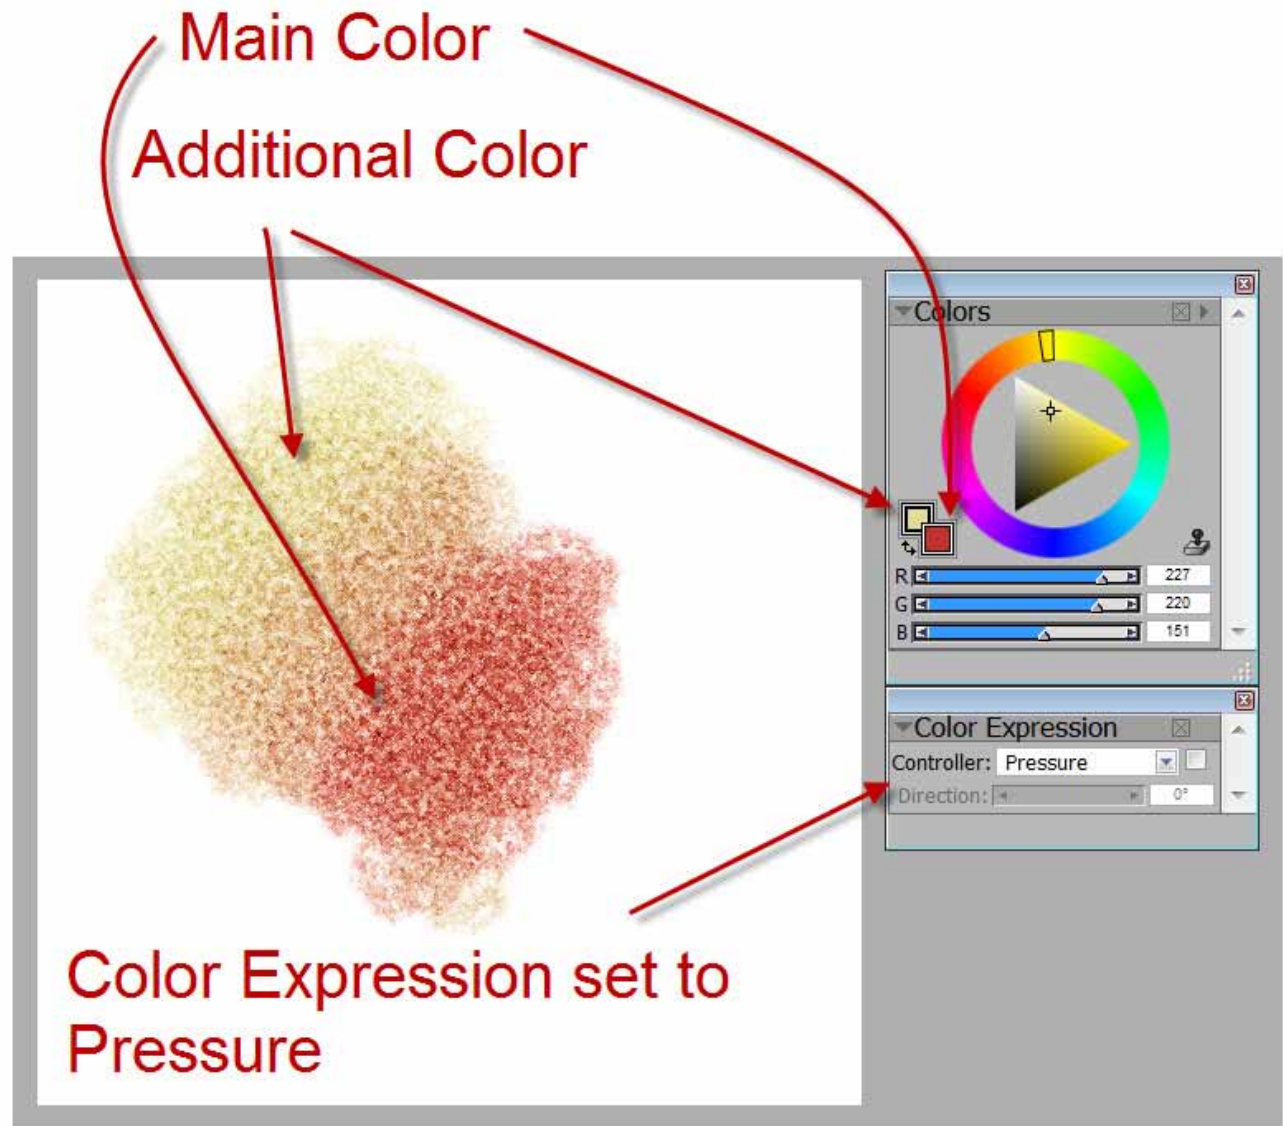 Main Color
Additional Color
Colors
R 227
G 220
B 151
Color Expression
Controller: Pressure
Direction: 0°
Color Expression set to
Pressure